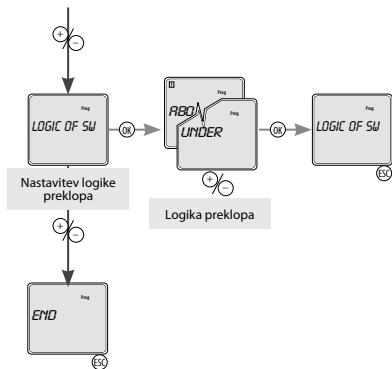 + −
Prog
LOGIC OF SW
OK
ABO
Prog
UNDER
OK
Prog
LOGIC OF SW
+ −
ESC
Nastavitev logike
preklopa
Logika preklopa
+ −
Prog
END
ESC